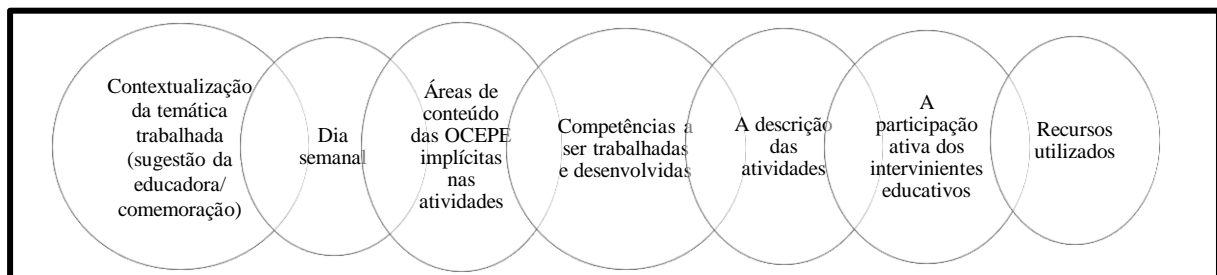 Contextualização
da temática
trabalhada
(sugestão da
educadora/
comemoração)
Dia
semanal
Áreas de
conteúdo
das OCEPE
implícitas
nas
atividades
Competências a
ser trabalhadas
e desenvolvidas
A descrição
das
atividades
A
participação
ativa dos
intervinientes
educativos
Recursos
utilizados